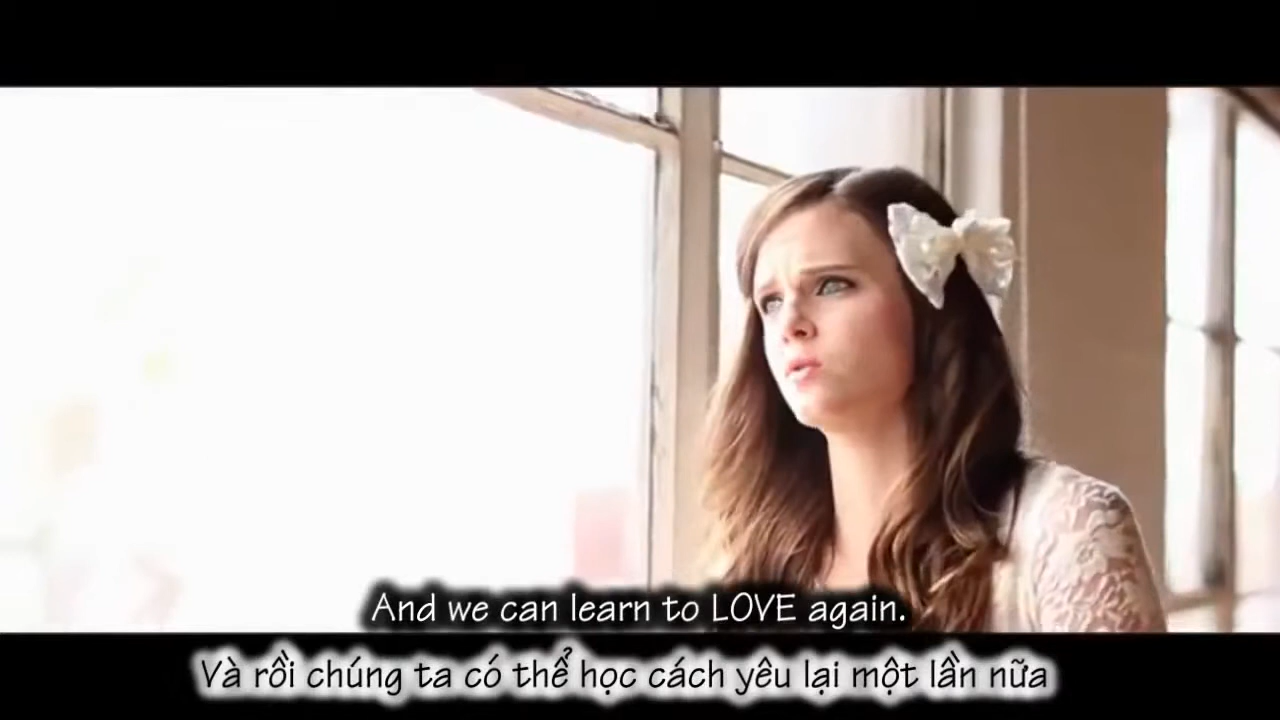 And we can learn to LOVE again.
Và rồi chúng ta có thể học cách yêu lại một lần nữa